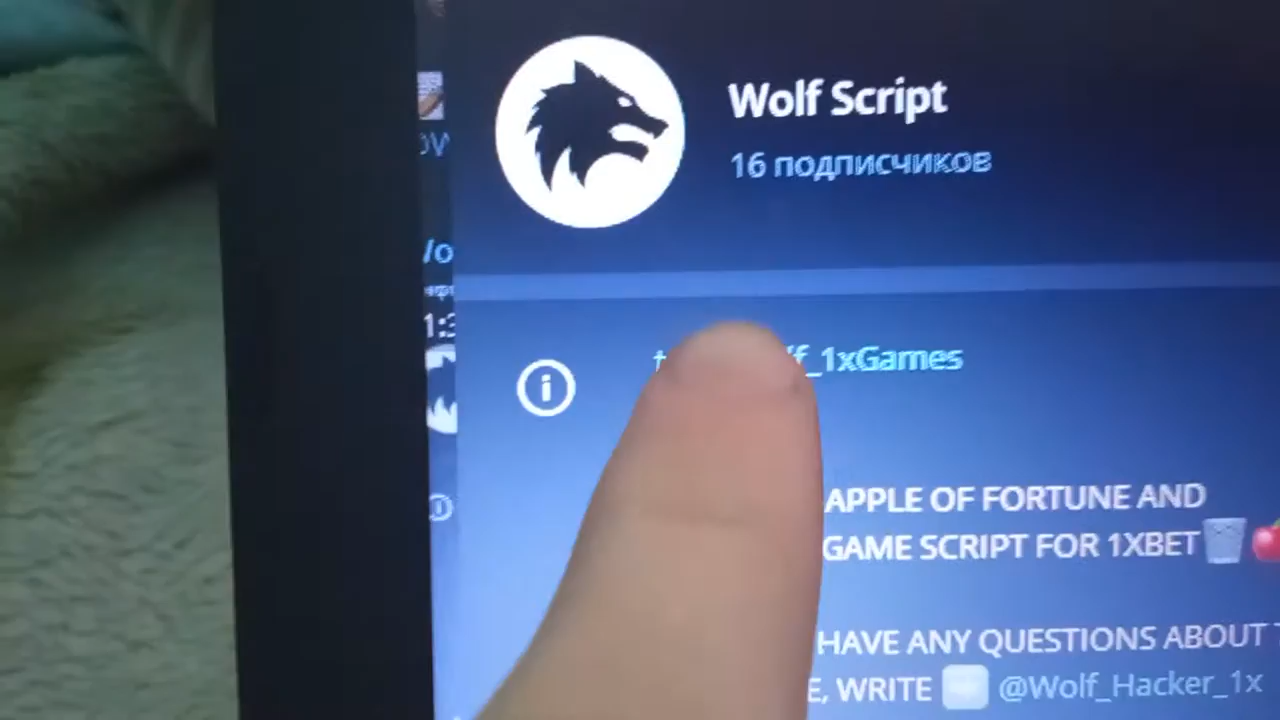 Wolf Script
16 подписчиков
f_1xGames
APPLE OF FORTUNE AND
GAME SCRIPT FOR 1XBET
HAVE ANY QUESTIONS ABOUT
WRITE @Wolf_Hacker_1x